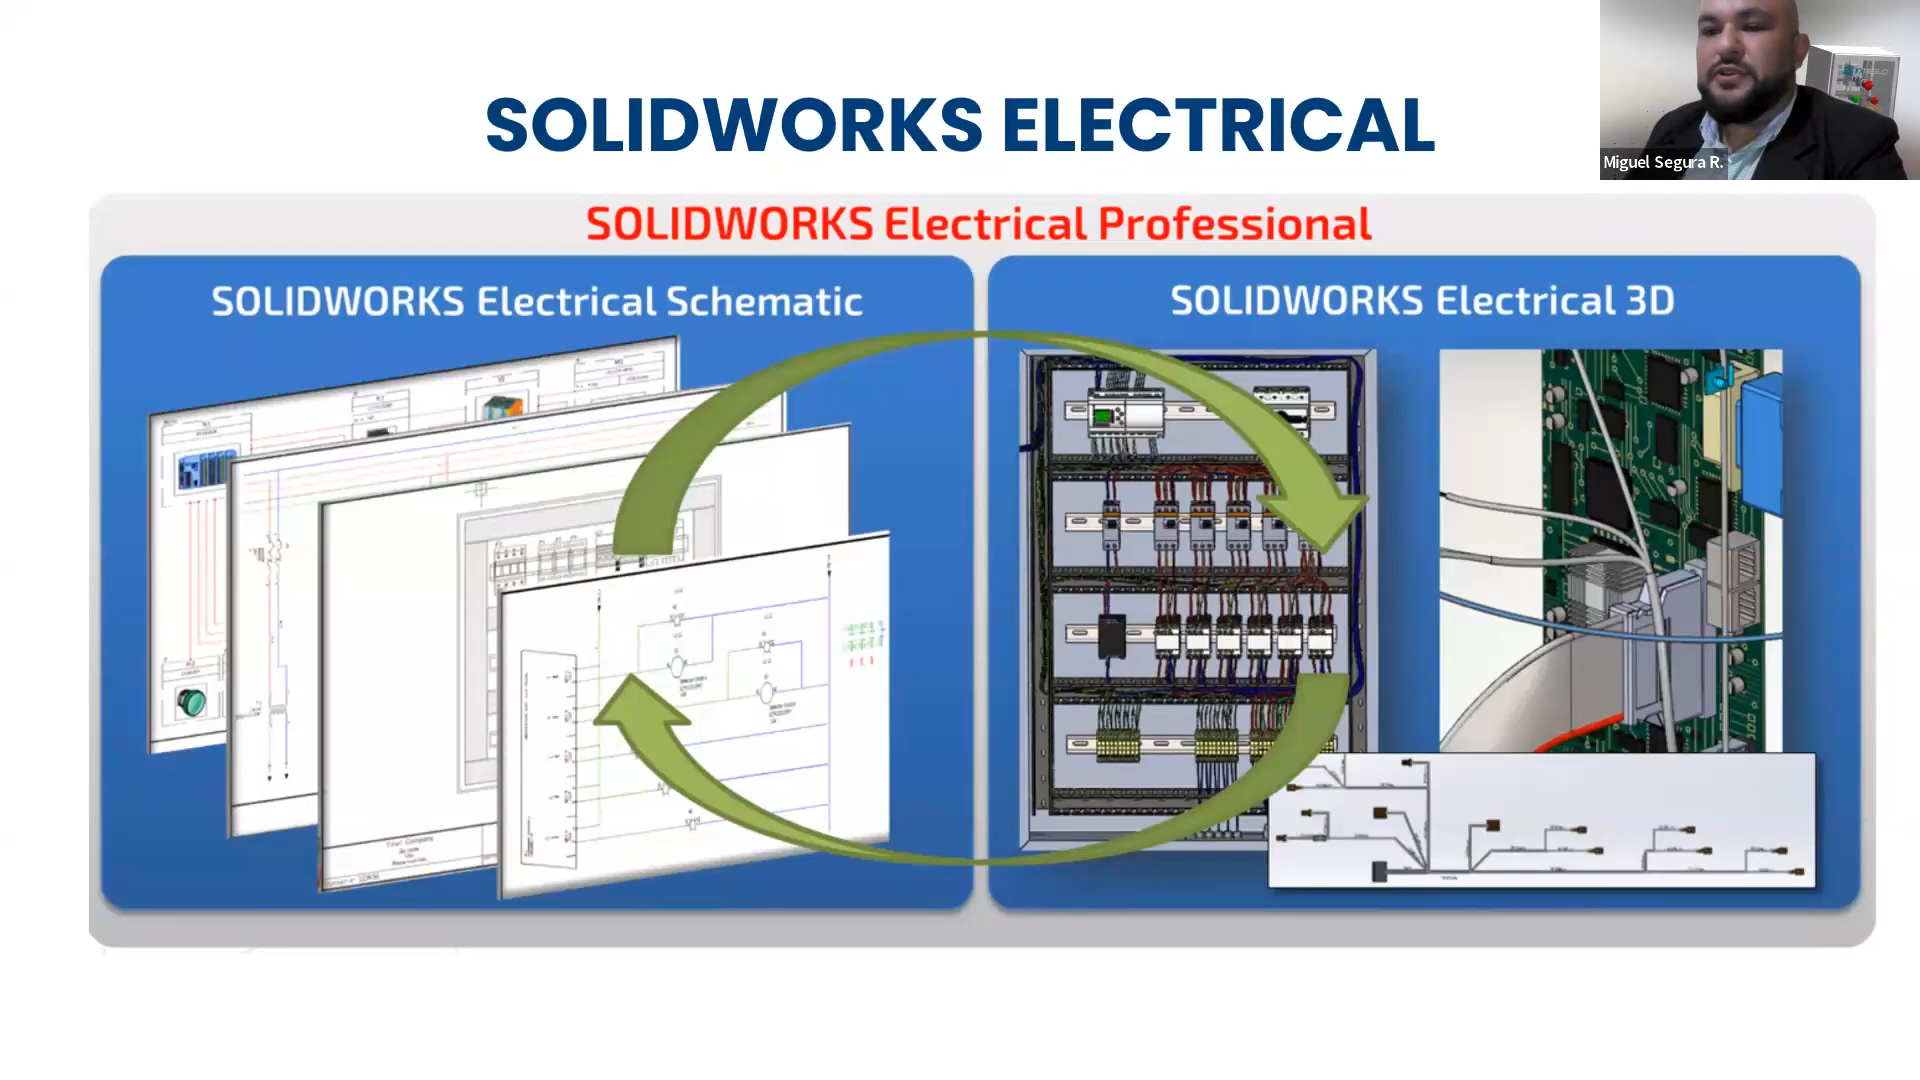 SOLIDWORKS ELECTRICAL
Miguel Segura R.
SOLIDWORKS Electrical Professional
SOLIDWORKS Electrical Schematic
SOLIDWORKS Electrical 3D